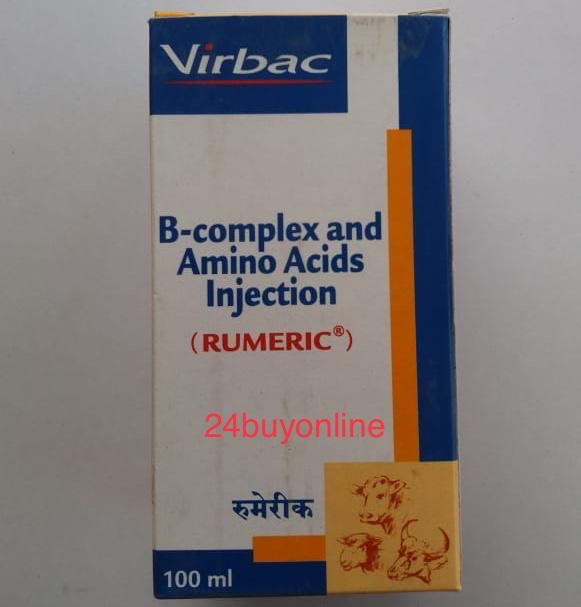 Virbac
B-complex and
Amino Acids
Injection
(RUMERIC®)
24buyonline
रुमेरीक
100 ml